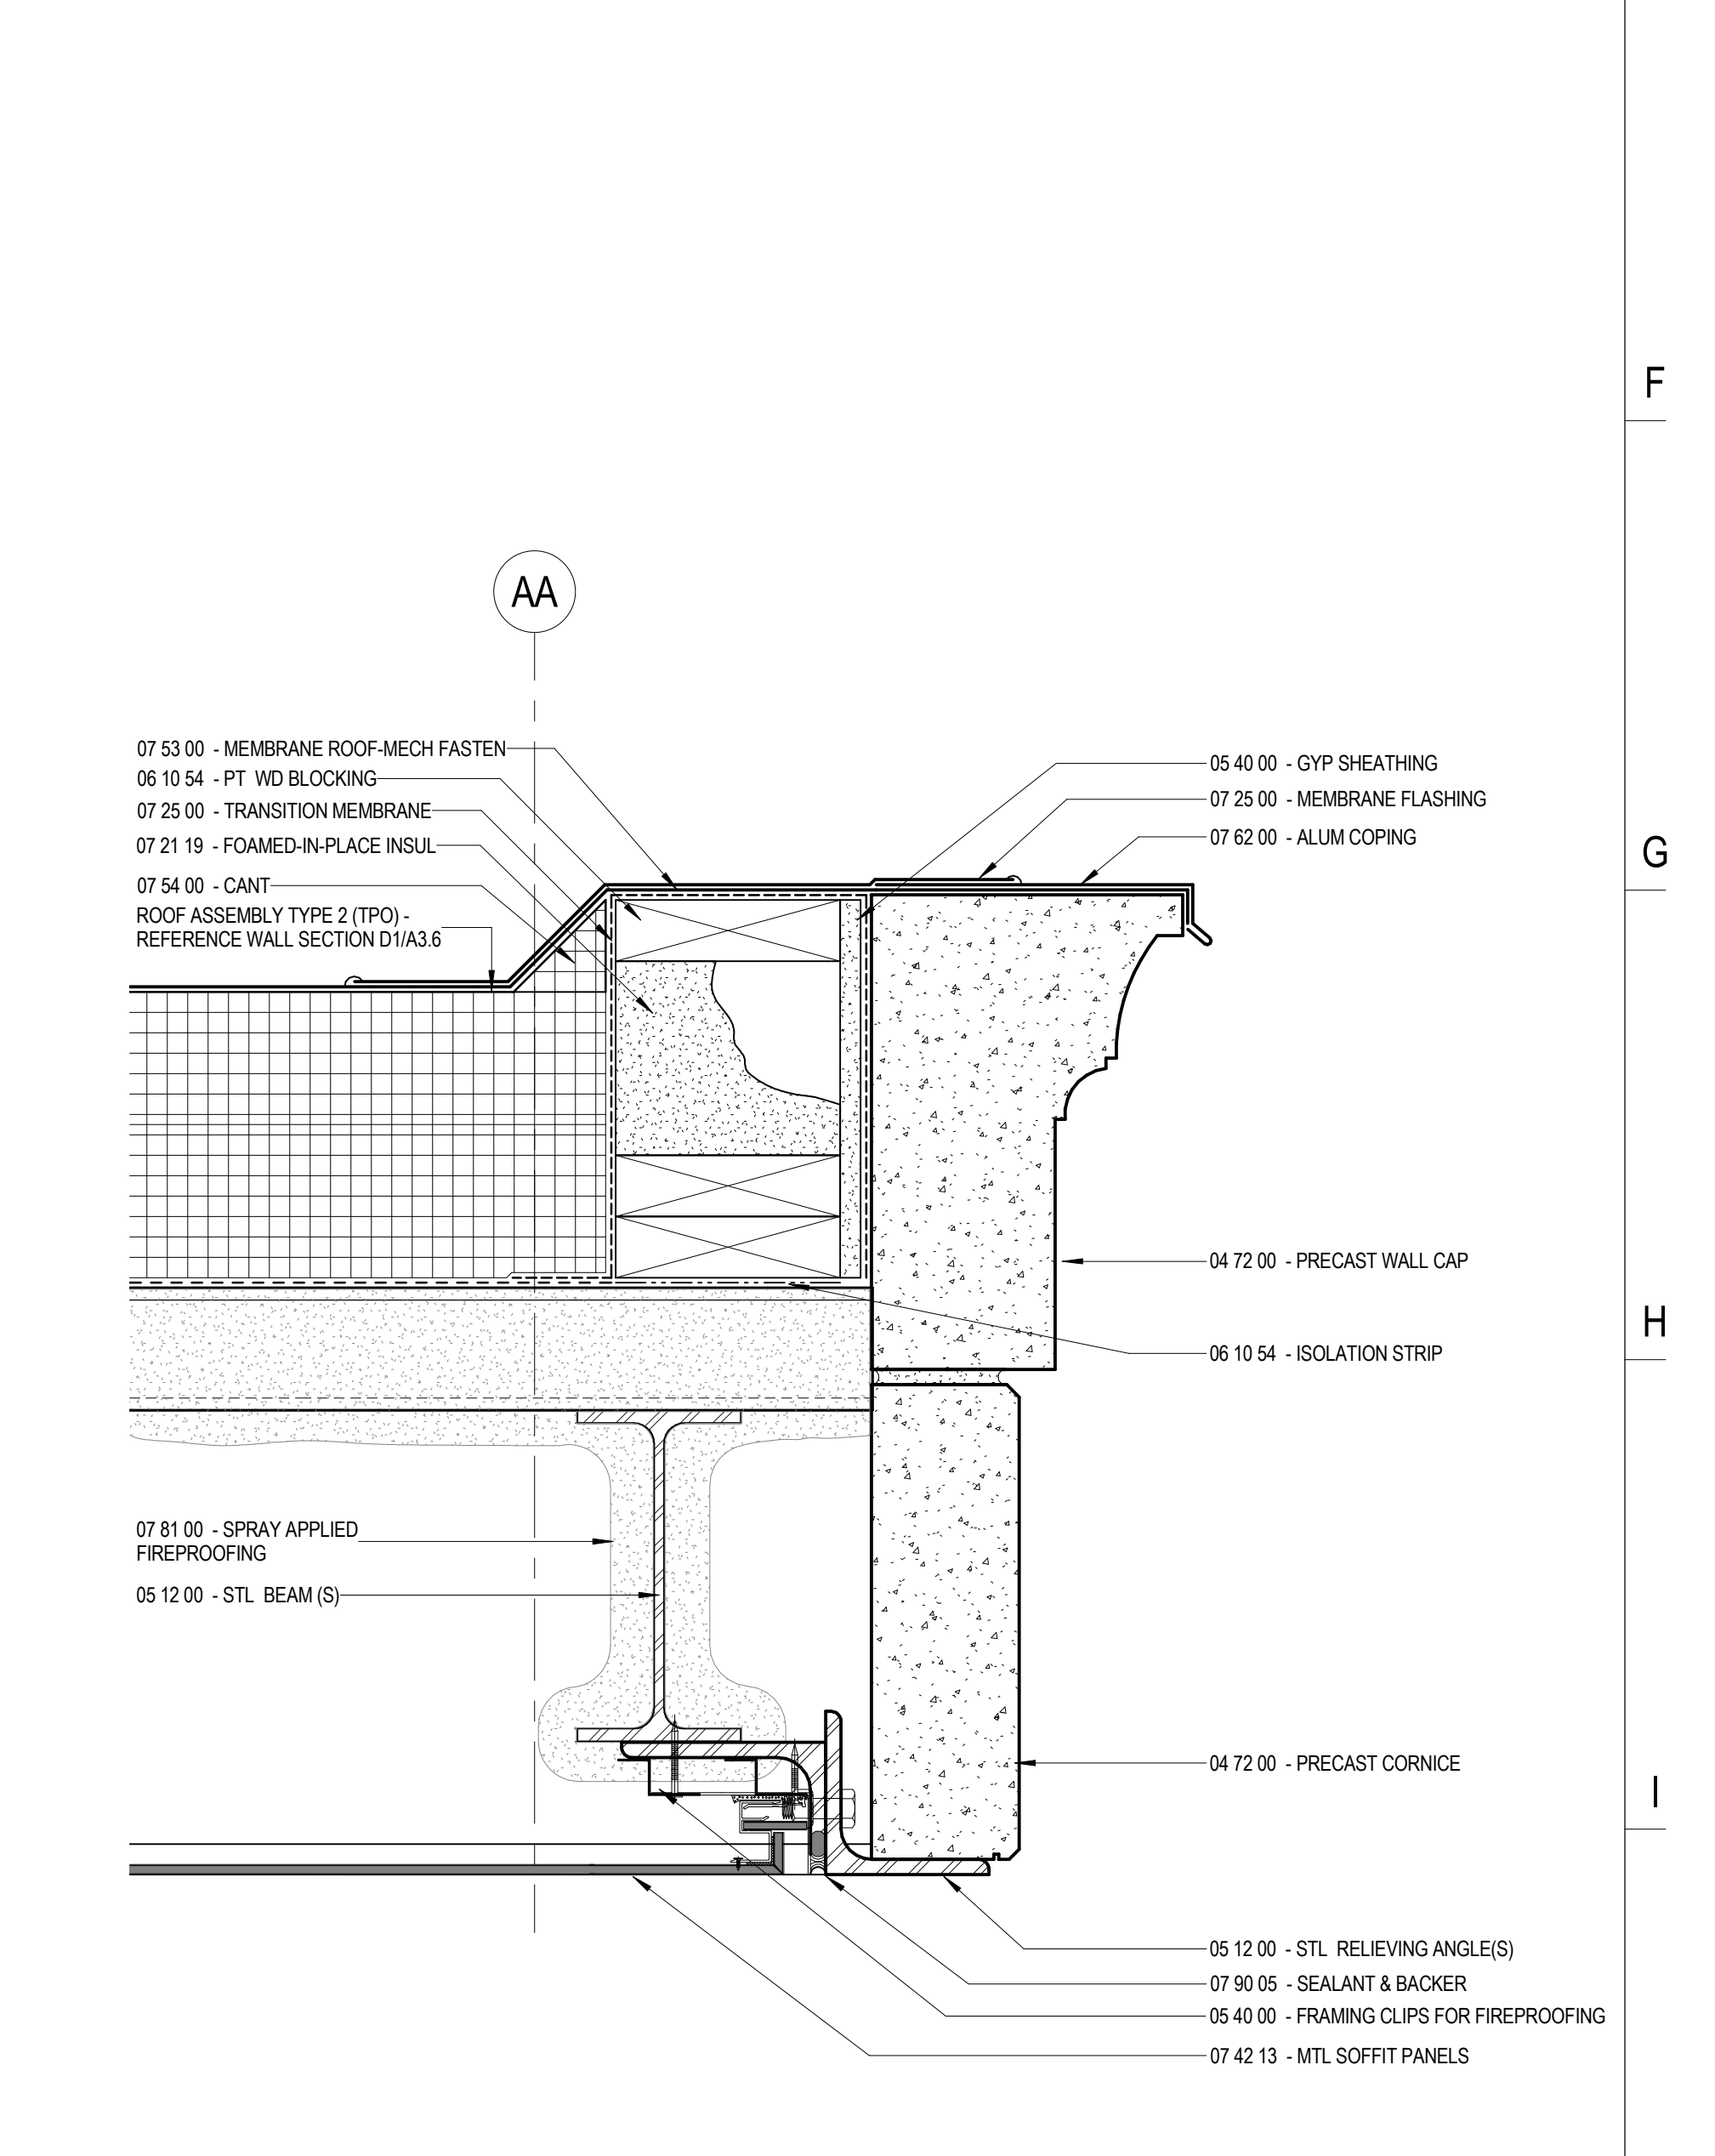 F
AA
07 53 00 - MEMBRANE ROOF-MECH FASTEN
06 10 54 - PT WD BLOCKING
07 25 00 - TRANSITION MEMBRANE
07 21 19 - FOAMED-IN-PLACE INSUL
07 54 00 - CANT
ROOF ASSEMBLY TYPE 2 (TPO) -
REFERENCE WALL SECTION D1/A3.6
05 40 00 - GYP SHEATHING
07 25 00 - MEMBRANE FLASHING
07 62 00 - ALUM COPING
G
04 72 00 - PRECAST WALL CAP
06 10 54 - ISOLATION STRIP
H
07 81 00 - SPRAY APPLIED
FIREPROOFING
05 12 00 - STL BEAM (S)
04 72 00 - PRECAST CORNICE
I
05 12 00 - STL RELIEVING ANGLE(S)
07 90 05 - SEALANT & BACKER
05 40 00 - FRAMING CLIPS FOR FIREPROOFING
07 42 13 - MTL SOFFIT PANELS